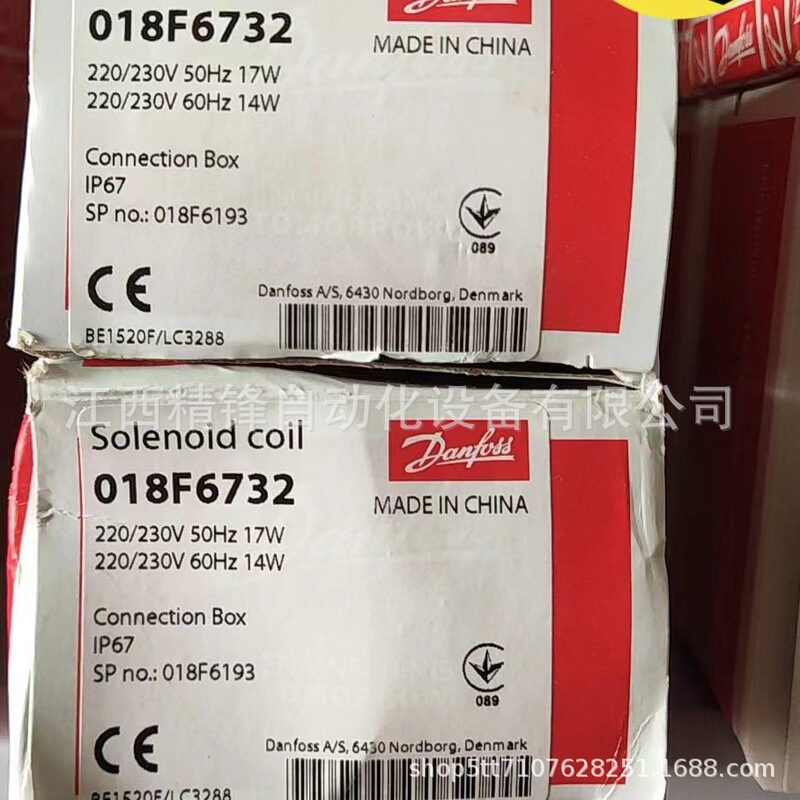 Danfoss
018F6732
MADE IN CHINA
220/230V 50Hz 17W
220/230V 60Hz 14W
Connection Box
IP67
SP no.: 018F6193
089
CE
Danfoss A/S, 6430 Nordborg, Denmark
BE1520F/LC3288
Danfoss
江西精锋自动化设备有限公司
Solenoid coil
Danfoss
018F6732
MADE IN CHINA
220/230V 50Hz 17W
220/230V 60Hz 14W
Connection Box
IP67
SP no.: 018F6193
089
CE
Danfoss A/S, 6430 Nordborg, Denmark
BE1520F/LC3288
shop5tt7107628251.1688.com